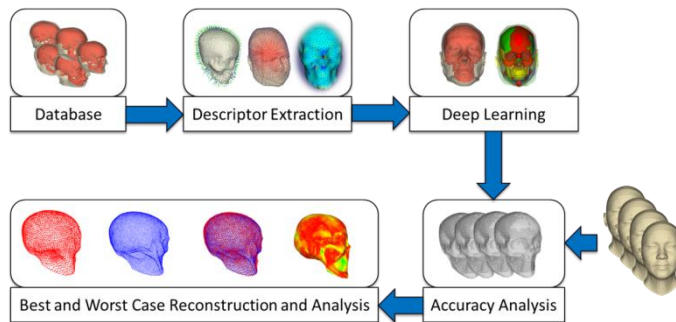 Database
Descriptor Extraction
Deep Learning
Best and Worst Case Reconstruction and Analysis
Accuracy Analysis